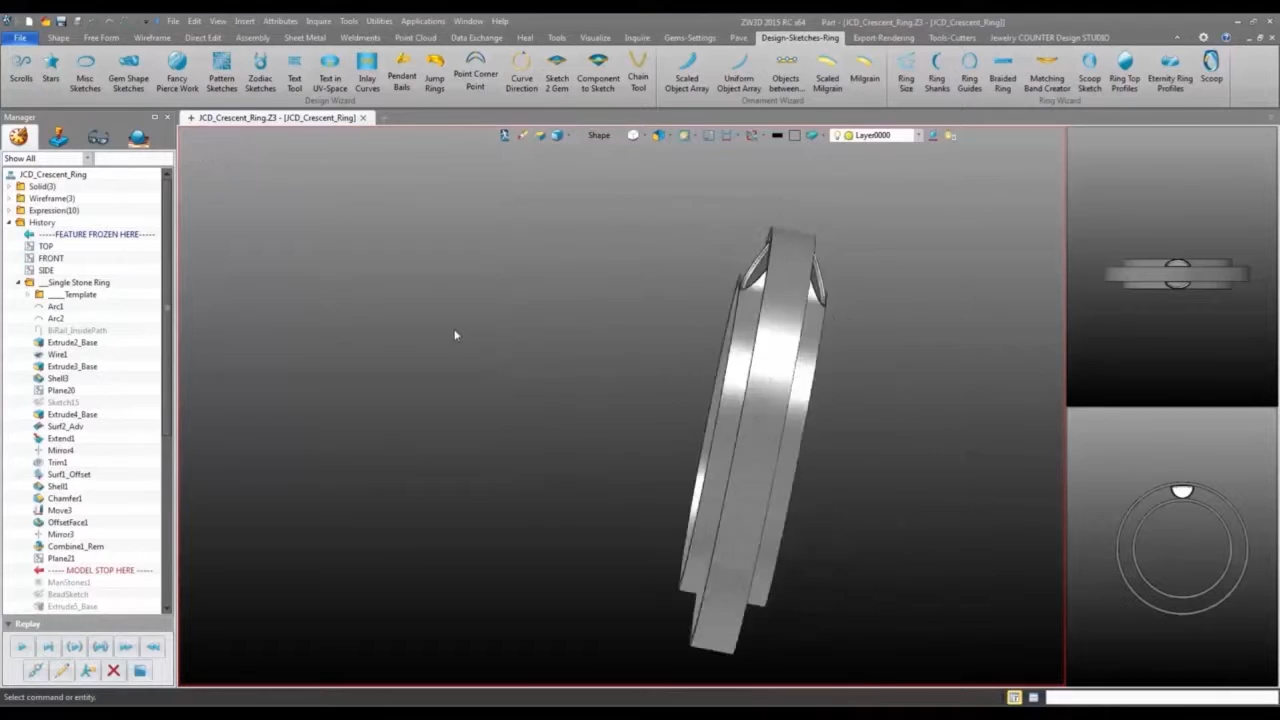 File Edit View Insert Attributes Inquire Tools Utilities Applications Window Help ZW3D 2015 RC x64 Part - [JCD_Crescent_Ring.Z3 - [JCD_Crescent_Ring]]
File Shape Free Form Wireframe Direct Edit Assembly Sheet Metal Weldments Point Cloud Data Exchange Heal Tools Visualize Inquire Gems-Settings Pave Design-Sketches-Ring Export-Rendering Tools-Cutters Jewelry COUNTER Design STUDIO
Scrolls Stars Misc Sketches Gem Shape Sketches Fancy Pierce Work Pattern Sketches Zodiac Sketches Text Tool Text in UV-Space Inlay Curves Pendant Bails Jump Rings Point Corner Point Curve Direction Sketch 2 Gem Component to Sketch Chain Tool Scaled Object Array Uniform Object Array Objects between... Scaled Milgrain Milgrain Ring Size Ring Shanks Ring Guides Braided Ring Matching Band Creator Scoop Sketch Ring Top Profiles Eternity Ring Profiles Scoop
Design Wizard Ornament Wizard Ring Wizard
Manager
JCD_Crescent_Ring.Z3 - [JCD_Crescent_Ring]
Shape
Layer0000
Show All
JCD_Crescent_Ring
Solid(3)
Wireframe(3)
Expression(10)
History
-----FEATURE FROZEN HERE-----
TOP
FRONT
SIDE
__Single Stone Ring
____Template
Arc1
Arc2
BiRail_InsidePath
Extrude2_Base
Wire1
Extrude3_Base
Shell3
Plane20
Sketch15
Extrude4_Base
Surf2_Adv
Extend1
Mirror4
Trim1
Surf1_Offset
Shell1
Chamfer1
Move3
OffsetFace1
Mirror3
Combine1_Rem
Plane21
----- MODEL STOP HERE -----
ManStones1
BeadSketch
Extrude5_Base
Replay
Select command or entity.